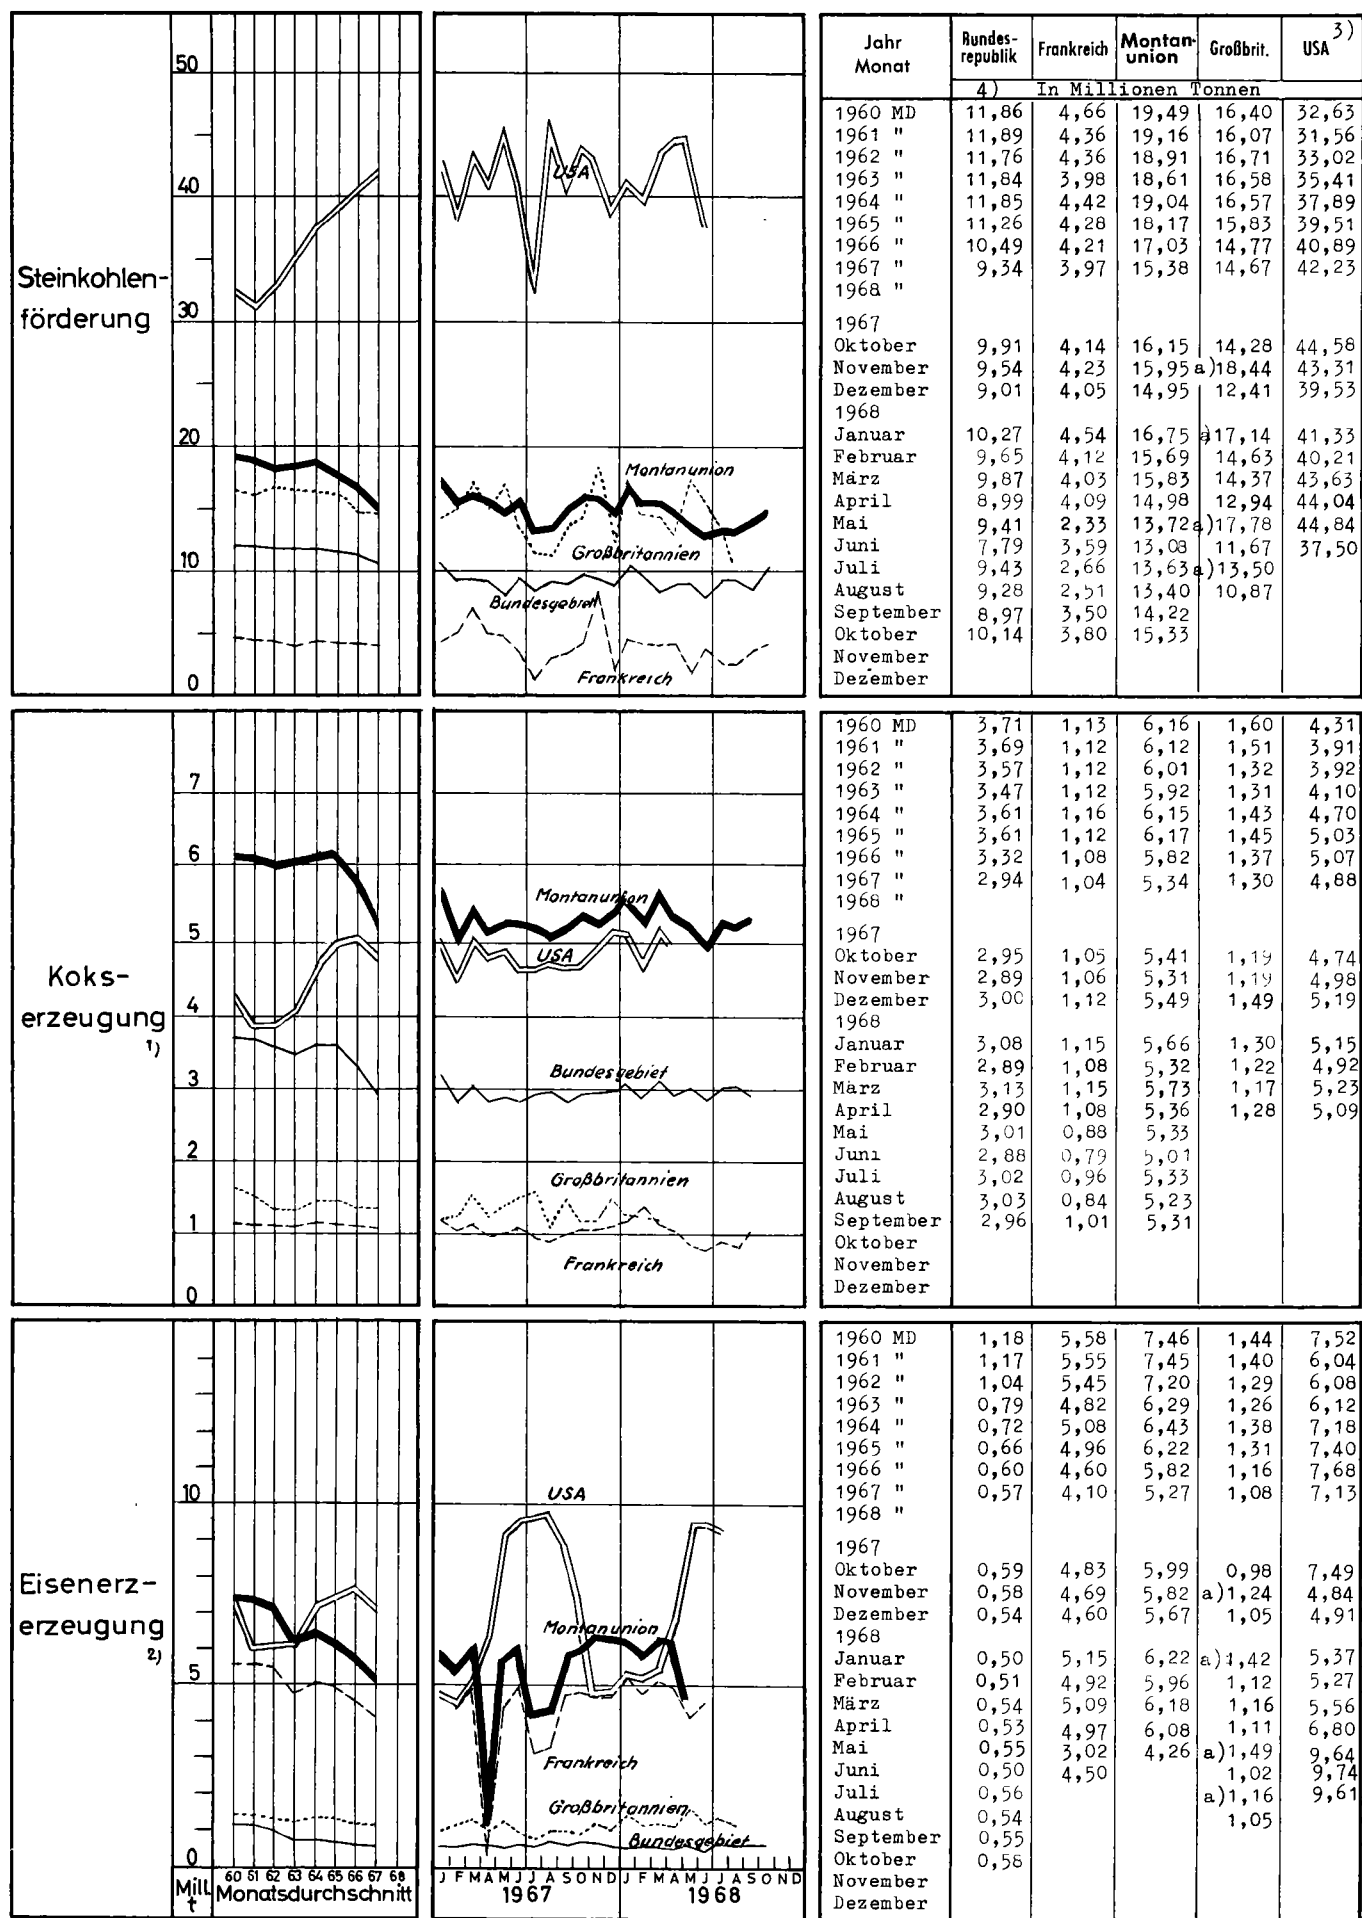 Steinkohlen-
förderung
50
40
30
20
10
0
USA
Montanunion
Großbritannien
Bundesgebiet
Frankreich
Jahr Monat | Bundes-republik | Frankreich | Montan-union | Großbrit. | USA 3)
4) In Millionen Tonnen
1960 MD 11,86 4,66 19,49 16,40 32,63
1961 " 11,89 4,36 19,16 16,07 31,56
1962 " 11,76 4,36 18,91 16,71 33,02
1963 " 11,84 3,98 18,61 16,58 35,41
1964 " 11,85 4,42 19,04 16,57 37,89
1965 " 11,26 4,28 18,17 15,83 39,51
1966 " 10,49 4,21 17,03 14,77 40,89
1967 " 9,34 3,97 15,38 14,67 42,23
1968 "
1967
Oktober 9,91 4,14 16,15 14,28 44,58
November 9,54 4,23 15,95 a)18,44 43,31
Dezember 9,01 4,05 14,95 12,41 39,53
1968
Januar 10,27 4,54 16,75 a)17,14 41,33
Februar 9,65 4,12 15,69 14,63 40,21
März 9,87 4,03 15,83 14,37 43,63
April 8,99 4,09 14,98 12,94 44,04
Mai 9,41 2,33 13,72 a)17,78 44,84
Juni 7,79 3,59 13,08 11,67 37,50
Juli 9,43 2,66 13,63 a)13,50
August 9,28 2,51 13,40 10,87
September 8,97 3,50 14,22
Oktober 10,14 3,80 15,33
November
Dezember
Koks-
erzeugung
1)
7
6
5
4
3
2
1
0
Montanunion
USA
Bundesgebiet
Großbritannien
Frankreich
1960 MD 3,71 1,13 6,16 1,60 4,31
1961 " 3,69 1,12 6,12 1,51 3,91
1962 " 3,57 1,12 6,01 1,32 3,92
1963 " 3,47 1,12 5,92 1,31 4,10
1964 " 3,61 1,16 6,15 1,43 4,70
1965 " 3,61 1,12 6,17 1,45 5,03
1966 " 3,32 1,08 5,82 1,37 5,07
1967 " 2,94 1,04 5,34 1,30 4,88
1968 "
1967
Oktober 2,95 1,05 5,41 1,19 4,74
November 2,89 1,06 5,31 1,19 4,98
Dezember 3,00 1,12 5,49 1,49 5,19
1968
Januar 3,08 1,15 5,66 1,30 5,15
Februar 2,89 1,08 5,32 1,22 4,92
März 3,13 1,15 5,73 1,17 5,23
April 2,90 1,08 5,36 1,28 5,09
Mai 3,01 0,88 5,33
Juni 2,88 0,79 5,01
Juli 3,02 0,96 5,33
August 3,03 0,84 5,23
September 2,96 1,01 5,31
Oktober
November
Dezember
Eisenerz-
erzeugung
2)
10
5
0
Mill. t
60 61 62 63 64 65 66 67 68
Monatsdurchschnitt
USA
Montanunion
Frankreich
Großbritannien
Bundesgebiet
J F M A M J J A S O N D J F M A M J J A S O N D
1967 1968
1960 MD 1,18 5,58 7,46 1,44 7,52
1961 " 1,17 5,55 7,45 1,40 6,04
1962 " 1,04 5,45 7,20 1,29 6,08
1963 " 0,79 4,82 6,29 1,26 6,12
1964 " 0,72 5,08 6,43 1,38 7,18
1965 " 0,66 4,96 6,22 1,31 7,40
1966 " 0,60 4,60 5,82 1,16 7,68
1967 " 0,57 4,10 5,27 1,08 7,13
1968 "
1967
Oktober 0,59 4,83 5,99 0,98 7,49
November 0,58 4,69 5,82 a)1,24 4,84
Dezember 0,54 4,60 5,67 1,05 4,91
1968
Januar 0,50 5,15 6,22 a)1,42 5,37
Februar 0,51 4,92 5,96 1,12 5,27
März 0,54 5,09 6,18 1,16 5,56
April 0,53 4,97 6,08 1,11 6,80
Mai 0,55 3,02 4,26 a)1,49 9,64
Juni 0,50 4,50 1,02 9,74
Juli 0,56 a)1,16 9,61
August 0,54 1,05
September 0,55
Oktober 0,58
November
Dezember